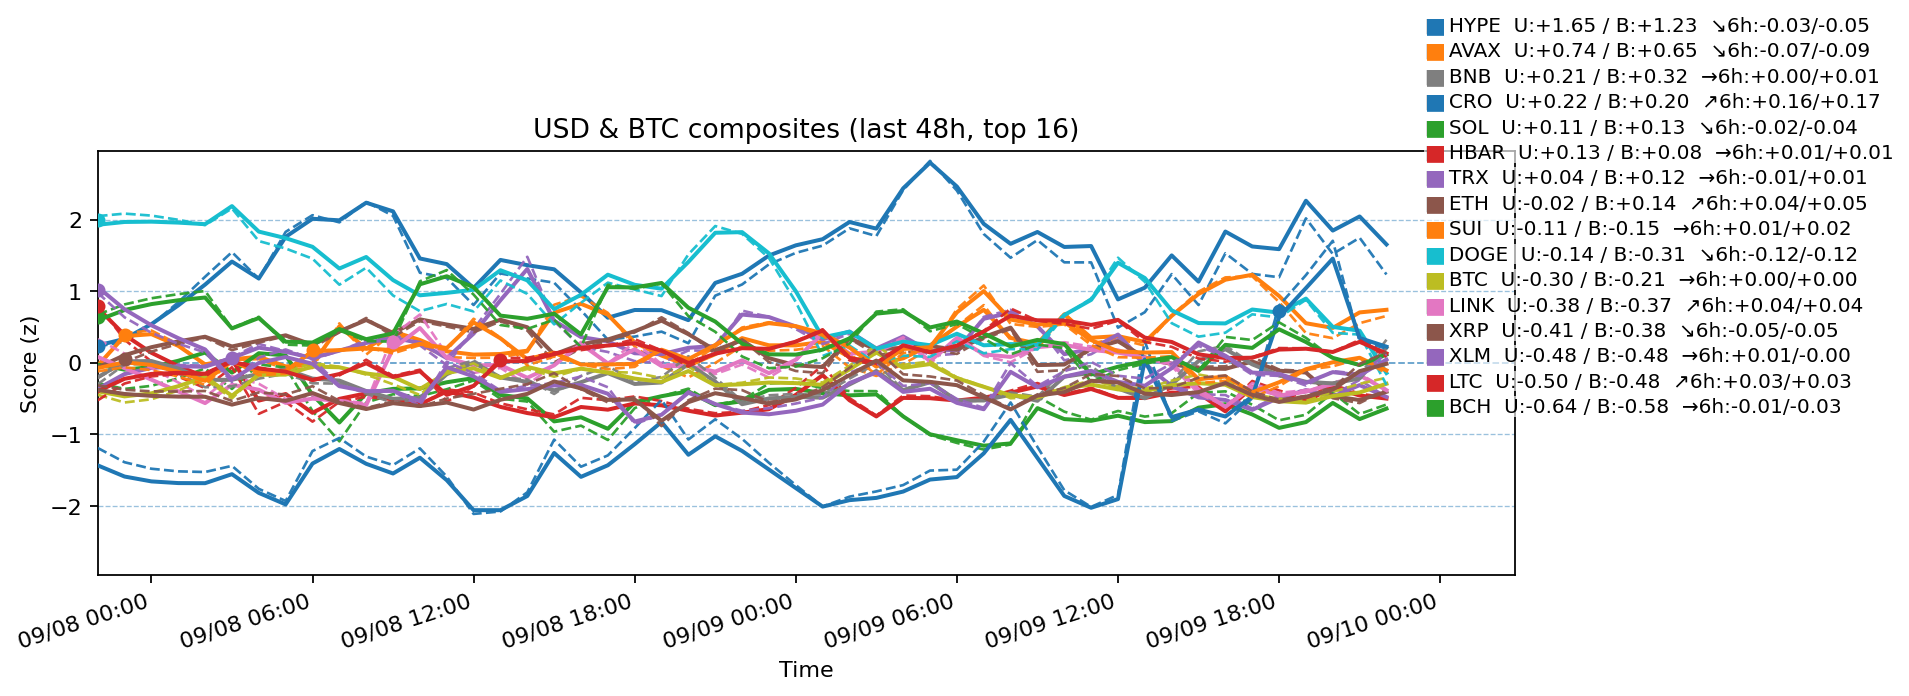 HYPE U:+1.65 / B:+1.23 ↘6h:-0.03/-0.05
AVAX U:+0.74 / B:+0.65 ↘6h:-0.07/-0.09
BNB U:+0.21 / B:+0.32 →6h:+0.00/+0.01
CRO U:+0.22 / B:+0.20 ↗6h:+0.16/+0.17
SOL U:+0.11 / B:+0.13 ↘6h:-0.02/-0.04
HBAR U:+0.13 / B:+0.08 →6h:+0.01/+0.01
TRX U:+0.04 / B:+0.12 →6h:-0.01/+0.01
ETH U:-0.02 / B:+0.14 ↗6h:+0.04/+0.05
SUI U:-0.11 / B:-0.15 →6h:+0.01/+0.02
DOGE U:-0.14 / B:-0.31 ↘6h:-0.12/-0.12
BTC U:-0.30 / B:-0.21 →6h:+0.00/+0.00
LINK U:-0.38 / B:-0.37 ↗6h:+0.04/+0.04
XRP U:-0.41 / B:-0.38 ↘6h:-0.05/-0.05
XLM U:-0.48 / B:-0.48 →6h:+0.01/-0.00
LTC U:-0.50 / B:-0.48 ↗6h:+0.03/+0.03
BCH U:-0.64 / B:-0.58 →6h:-0.01/-0.03
USD & BTC composites (last 48h, top 16)
Score (z)
2
1
0
−1
−2
09/08 00:00
09/08 06:00
09/08 12:00
09/08 18:00
09/09 00:00
09/09 06:00
09/09 12:00
09/09 18:00
09/10 00:00
Time